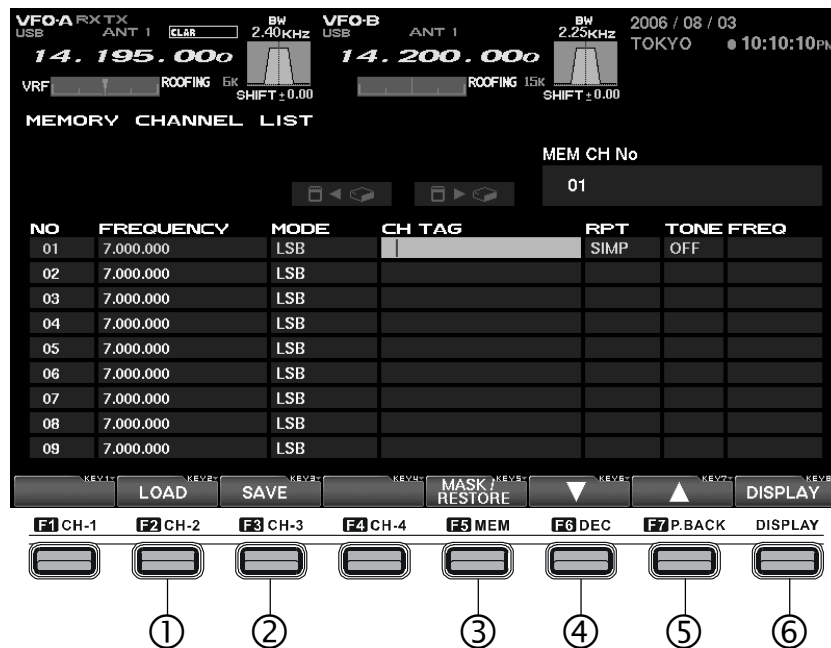 VFO-A RX TX BW VFO-B BW 2006 / 08 / 03
USB ANT 1 CLAR 2.40KHz USB ANT 1 2.25KHz TOKYO 10:10:10PM
14. 195. 000 14. 200. 000
VRF ROOFING 6K SHIFT ± 0.00 ROOFING 15K SHIFT ± 0.00
MEMORY CHANNEL LIST
MEM CH No
01
NO FREQUENCY MODE CH TAG RPT TONE FREQ
01 7.000.000 LSB SIMP OFF
02 7.000.000 LSB
03 7.000.000 LSB
04 7.000.000 LSB
05 7.000.000 LSB
06 7.000.000 LSB
07 7.000.000 LSB
08 7.000.000 LSB
09 7.000.000 LSB
KEY1 KEY2 KEY3 KEY4 KEY5 KEY6 KEY7 KEY8
LOAD SAVE MASK / RESTORE ▼ ▲ DISPLAY
F1 CH-1 F2 CH-2 F3 CH-3 F4 CH-4 F5 MEM F6 DEC F7 P.BACK DISPLAY
① ② ③ ④ ⑤ ⑥